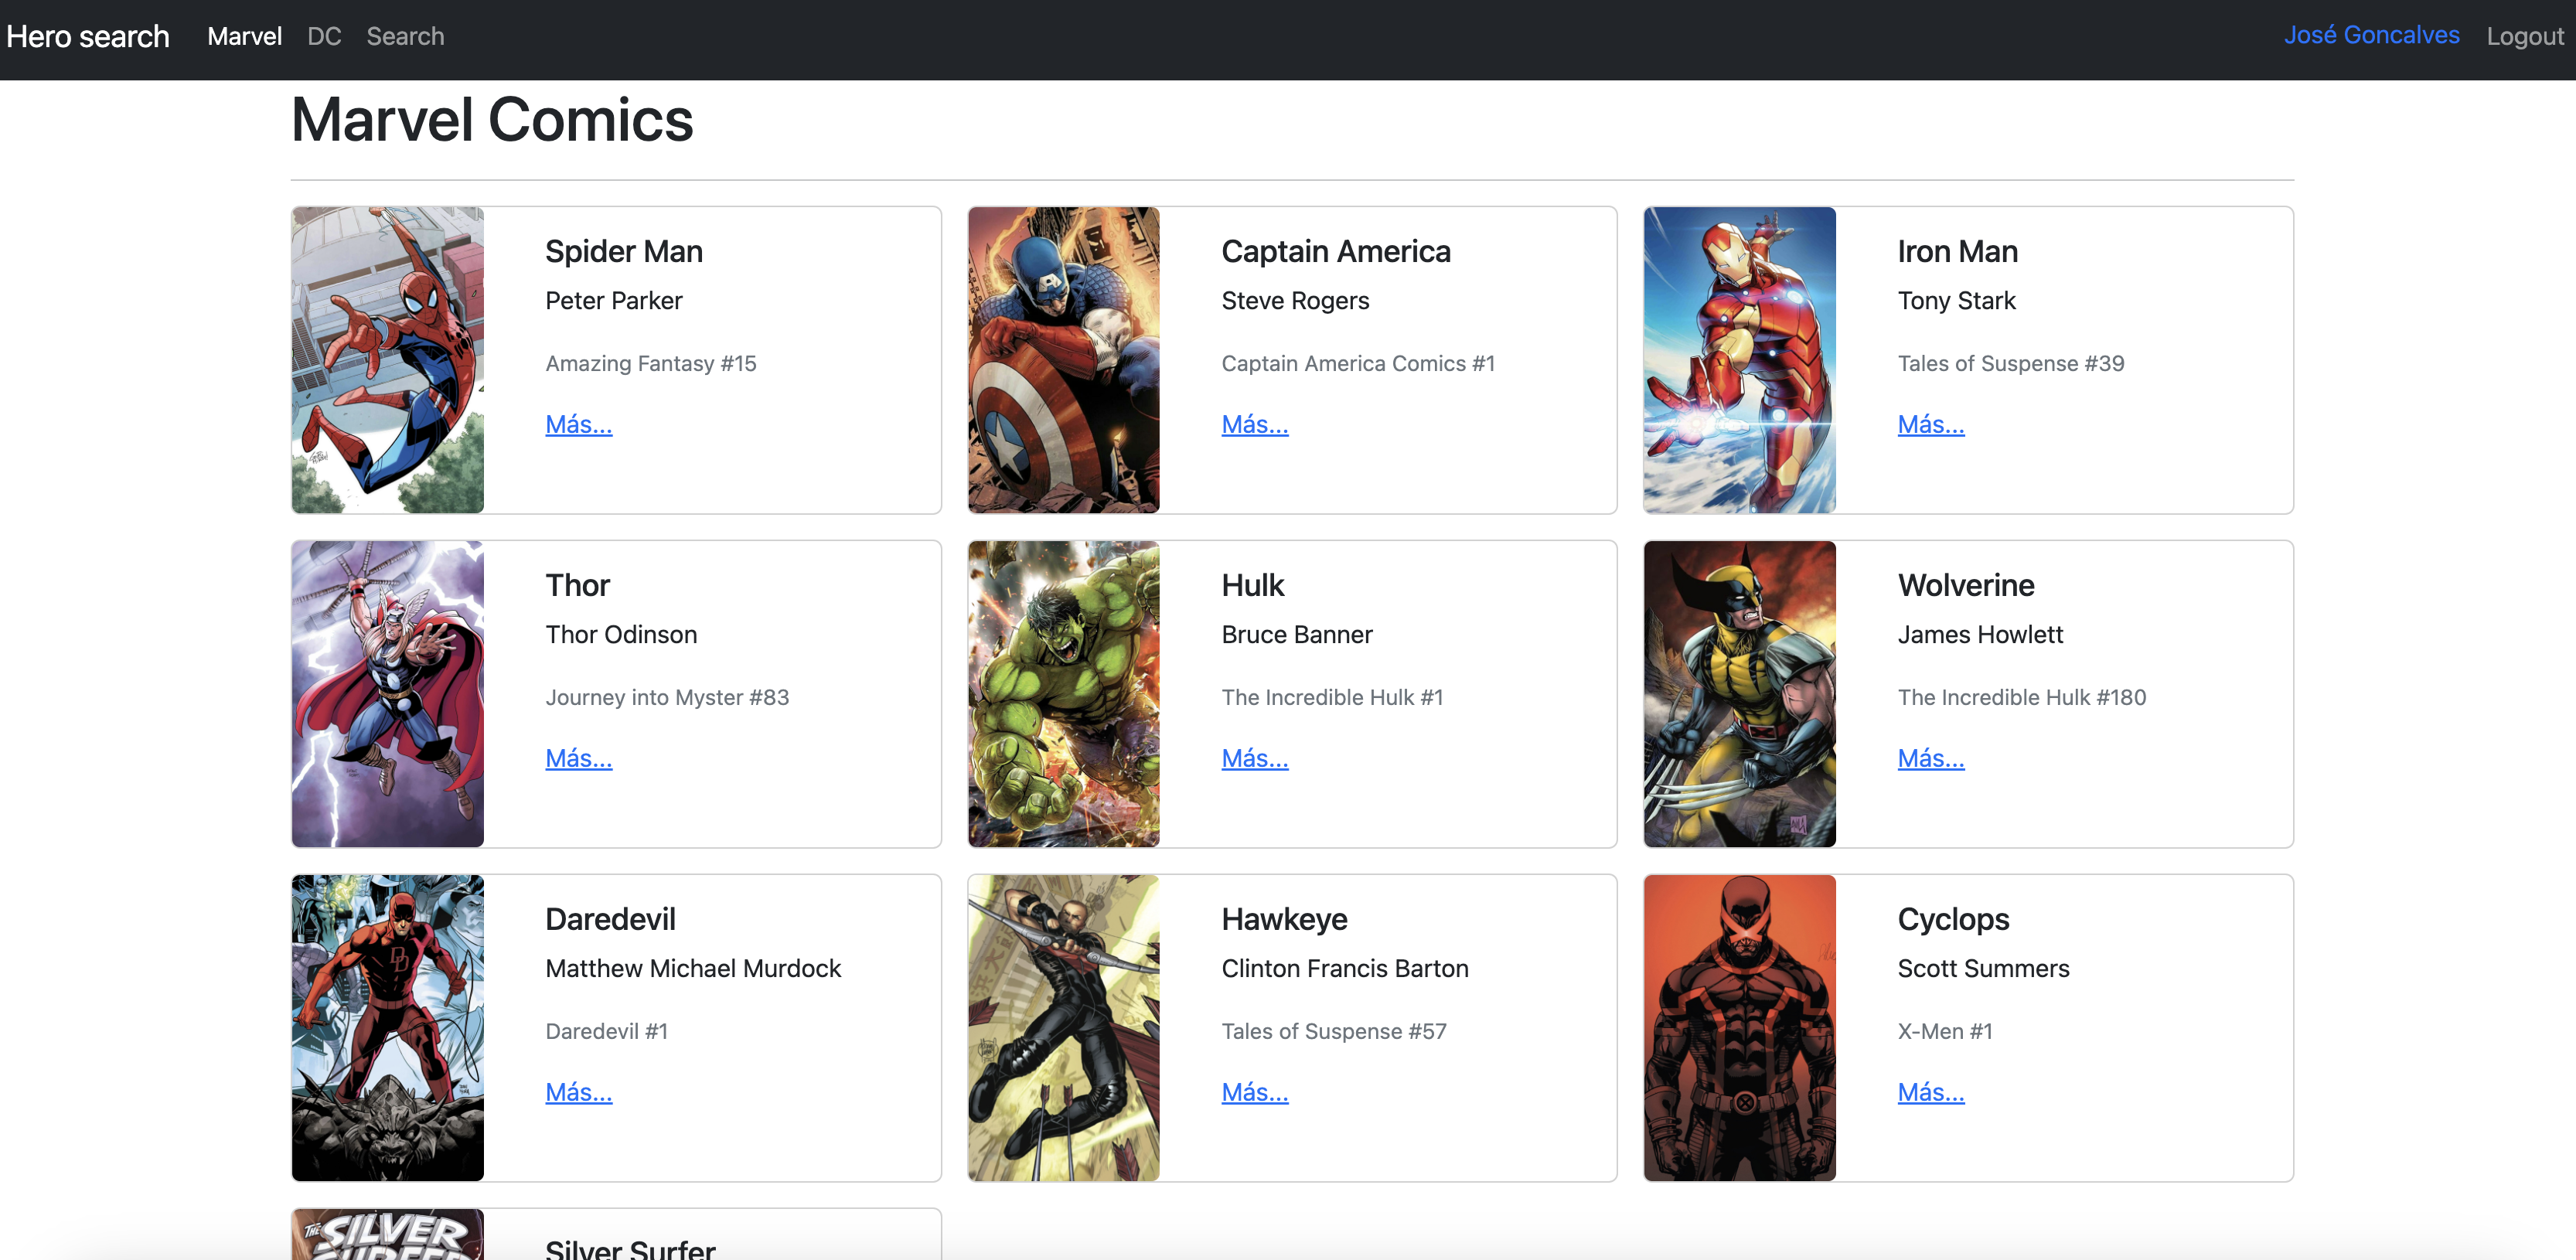 Hero search Marvel DC Search José Goncalves Logout
Marvel Comics
Spider Man
Peter Parker
Amazing Fantasy #15
Más...
Captain America
Steve Rogers
Captain America Comics #1
Más...
Iron Man
Tony Stark
Tales of Suspense #39
Más...
Thor
Thor Odinson
Journey into Myster #83
Más...
Hulk
Bruce Banner
The Incredible Hulk #1
Más...
Wolverine
James Howlett
The Incredible Hulk #180
Más...
Daredevil
Matthew Michael Murdock
Daredevil #1
Más...
Hawkeye
Clinton Francis Barton
Tales of Suspense #57
Más...
Cyclops
Scott Summers
X-Men #1
Más...
THE SILVER
SURFER
Silver Surfer